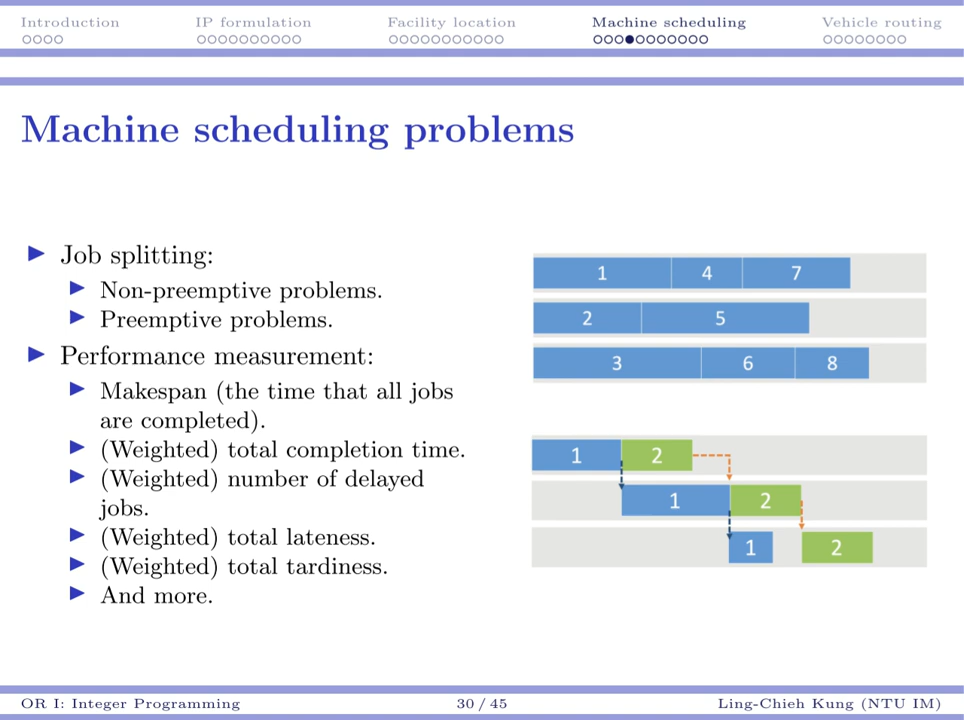 Introduction
IP formulation
Facility location
Machine scheduling
Vehicle routing
Machine scheduling problems
Job splitting:
Non-preemptive problems.
Preemptive problems.
Performance measurement:
Makespan (the time that all jobs
are completed).
(Weighted) total completion time.
(Weighted) number of delayed
jobs.
(Weighted) total lateness.
(Weighted) total tardiness.
And more.
1 4 7
2 5
3 6 8
1 2
1 2
1 2
OR I: Integer Programming
30 / 45
Ling-Chieh Kung (NTU IM)